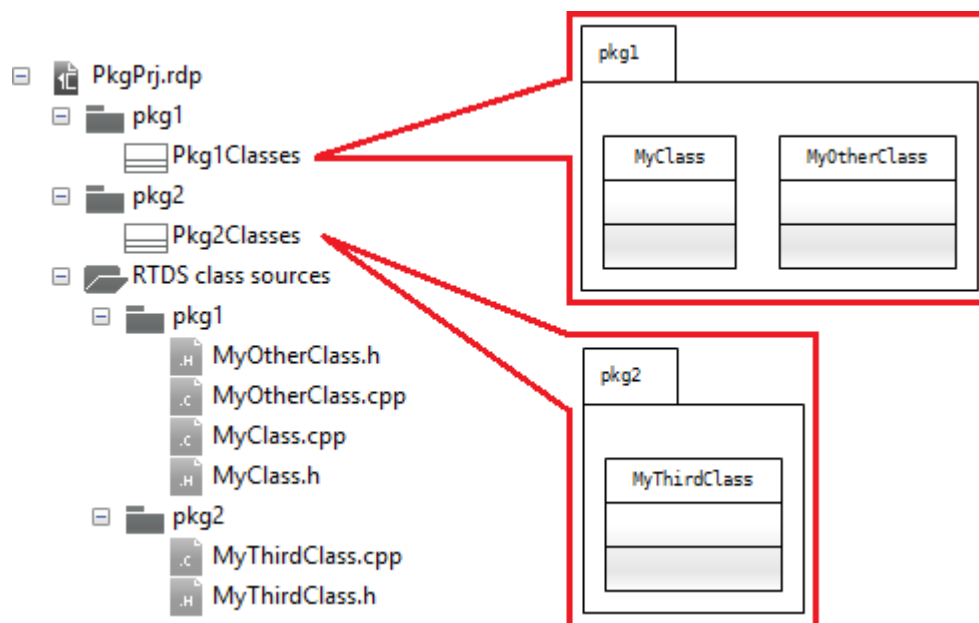 PkgPrj.rdp
pkg1
Pkg1Classes
pkg2
Pkg2Classes
RTDS class sources
pkg1
.H MyOtherClass.h
.c MyOtherClass.cpp
.c MyClass.cpp
.H MyClass.h
pkg2
.c MyThirdClass.cpp
.H MyThirdClass.h
pkg1
MyClass MyOtherClass
pkg2
MyThirdClass